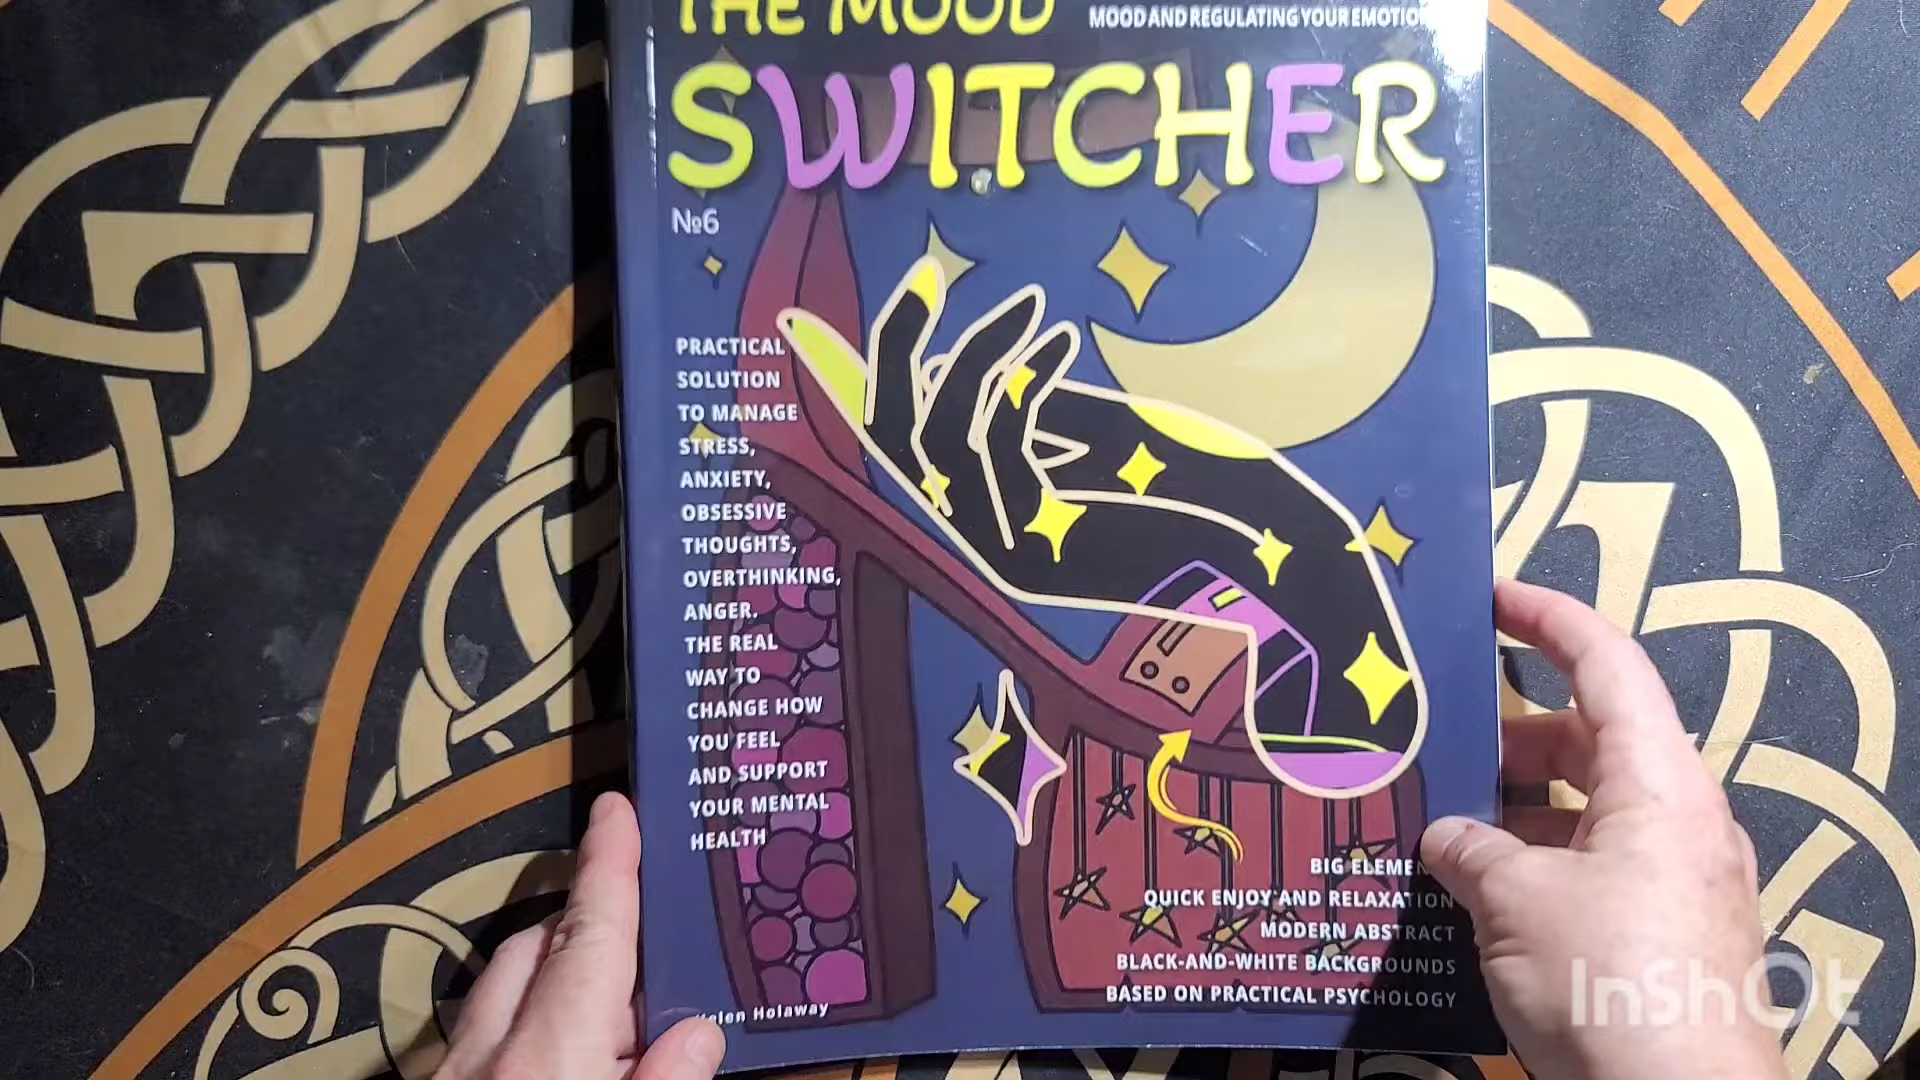 THE MOOD
MOOD AND REGULATING YOUR
SWITCHER
№6
PRACTICAL
SOLUTION
TO MANAGE
STRESS,
ANXIETY,
OBSESSIVE
THOUGHTS,
OVERTHINKING,
ANGER.
THE REAL
WAY TO
CHANGE HOW
YOU FEEL
AND SUPPORT
YOUR MENTAL
HEALTH
BIG
QUICK ENJOY AND RELAXATION
MODERN ABSTRACT
BLACK-AND-WHITE BACKGROUNDS
BASED ON PRACTICAL PSYCHOLOGY
Helen Holaway
InShOt